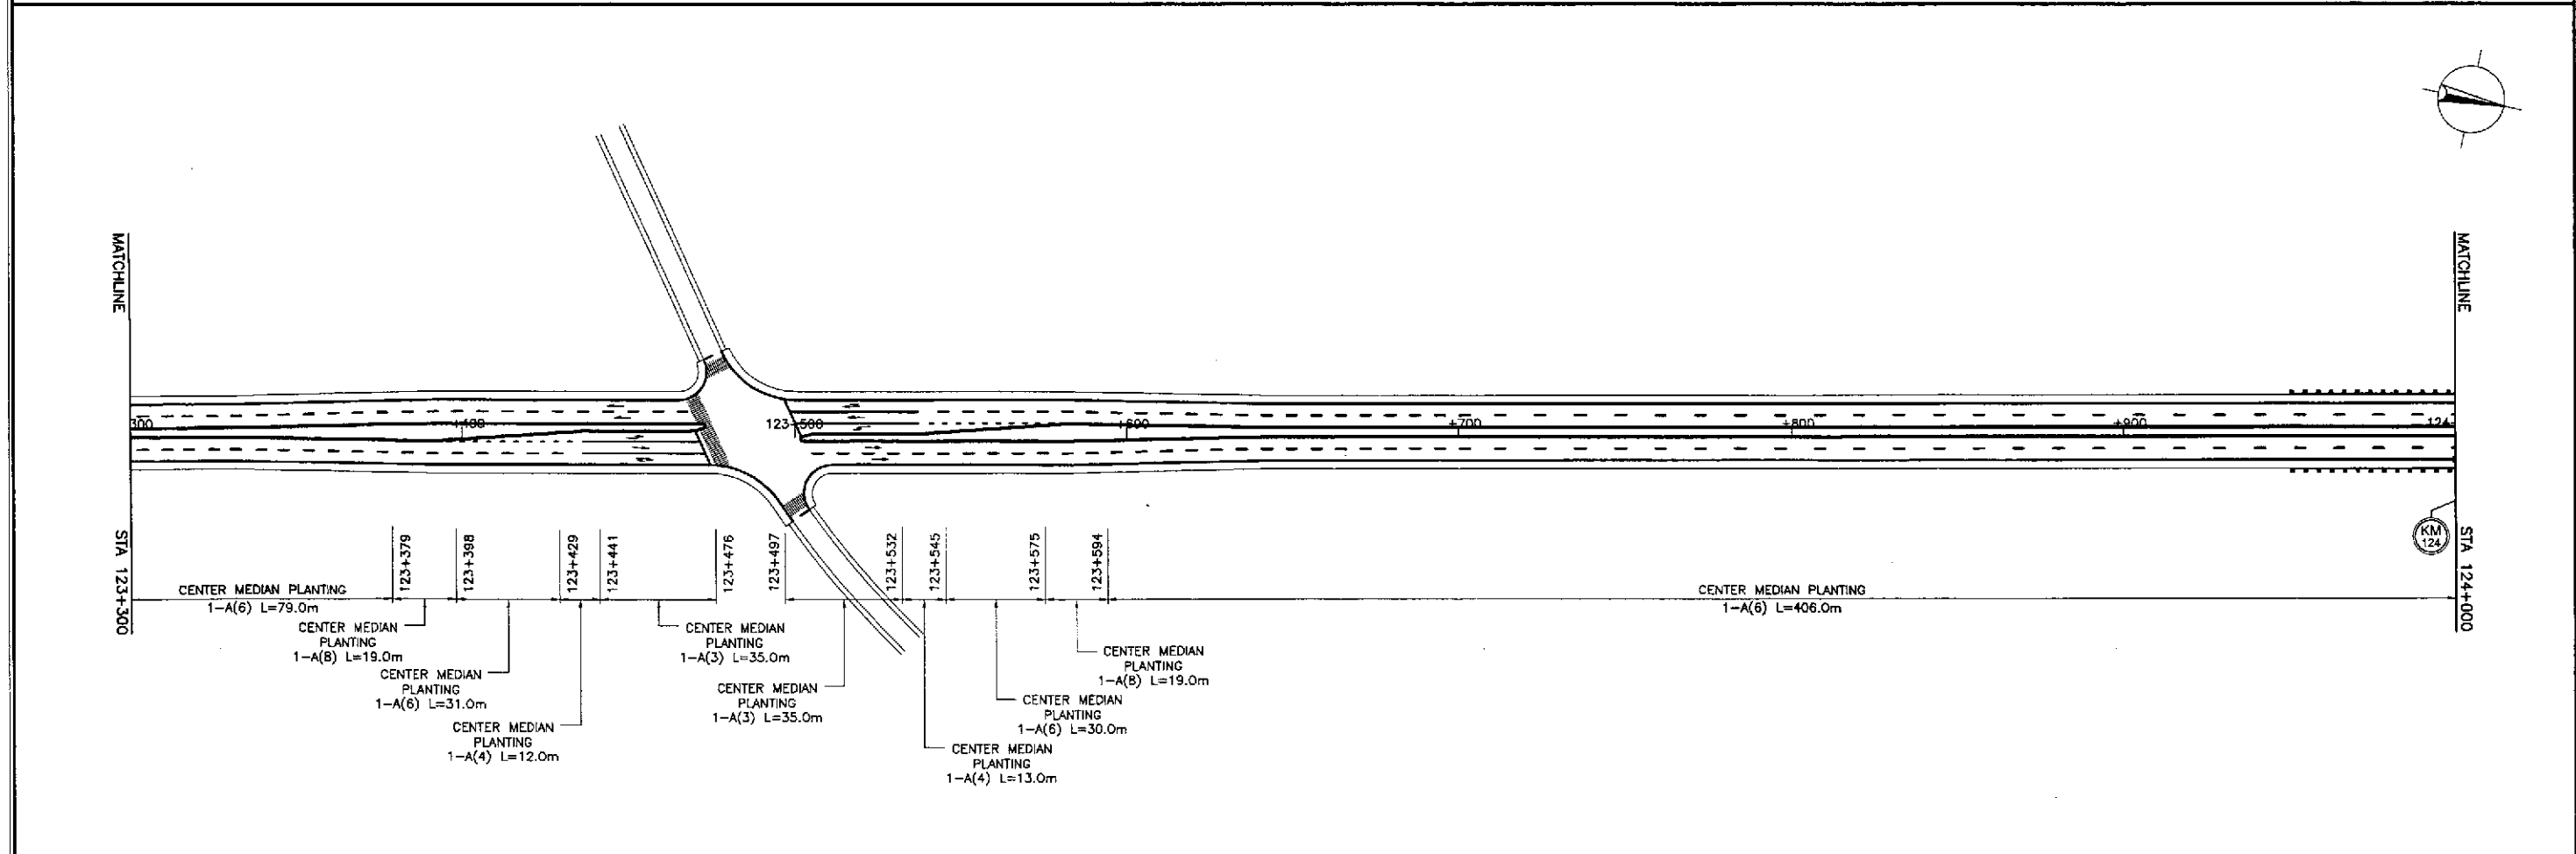 MATCHLINE
MATCHLINE
300
+400
123+500
+600
+700
+800
+900
124
STA 123+300
123+379
123+398
123+429
123+441
123+476
123+497
123+532
123+545
123+575
123+594
KM
124
STA 124+000
CENTER MEDIAN PLANTING
1-A(6) L=79.0m
CENTER MEDIAN
PLANTING
1-A(8) L=19.0m
CENTER MEDIAN
PLANTING
1-A(6) L=31.0m
CENTER MEDIAN
PLANTING
1-A(4) L=12.0m
CENTER MEDIAN
PLANTING
1-A(3) L=35.0m
CENTER MEDIAN
PLANTING
1-A(3) L=35.0m
CENTER MEDIAN
PLANTING
1-A(4) L=13.0m
CENTER MEDIAN
PLANTING
1-A(6) L=30.0m
CENTER MEDIAN
PLANTING
1-A(8) L=19.0m
CENTER MEDIAN PLANTING
1-A(6) L=406.0m